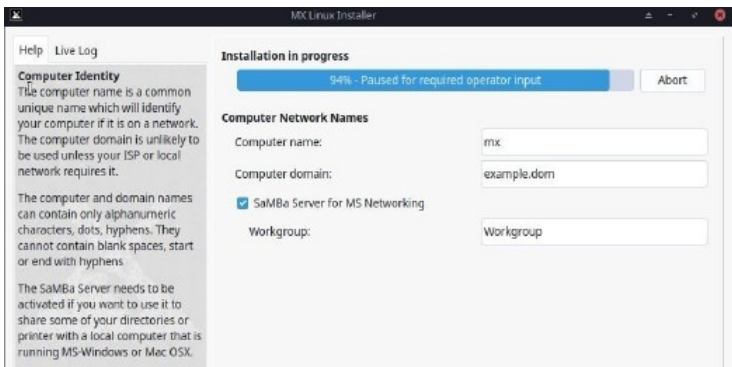 MX Linux Installer
Help Live Log
Computer Identity
The computer name is a common
unique name which will identify
your computer if it is on a network.
The computer domain is unlikely to
be used unless your ISP or local
network requires it.
The computer and domain names
can contain only alphanumeric
characters, dots, hyphens. They
cannot contain blank spaces, start
or end with hyphens
The SaMBa Server needs to be
activated if you want to use it to
share some of your directories or
printer with a local computer that is
running MS-Windows or Mac OSX.
Installation in progress
94% - Paused for required operator input Abort
Computer Network Names
Computer name: mx
Computer domain: example.dom
SaMBa Server for MS Networking
Workgroup: Workgroup